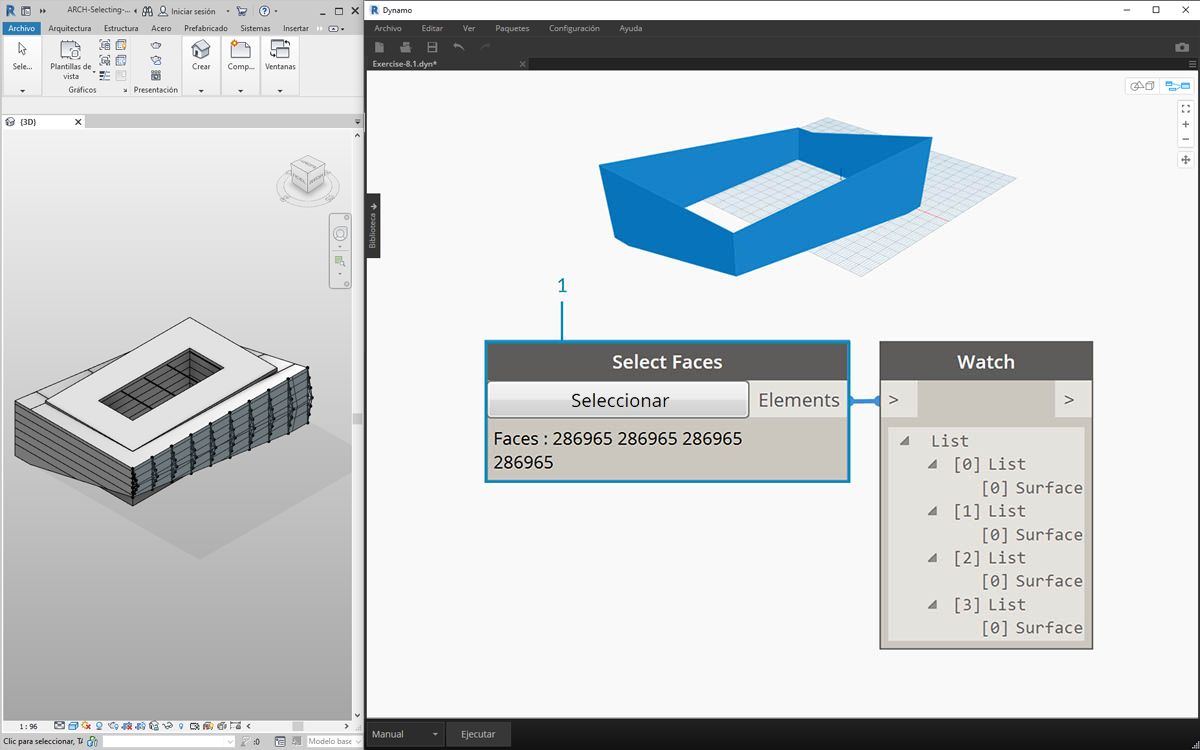 ARCH-Selecting-...
Iniciar sesión
Archivo Arquitectura Estructura Acero Prefabricado Sistemas Insertar
Sele... Plantillas de vista Crear Comp... Ventanas
Gráficos Presentación
{3D}
1 : 96
Clic para seleccionar, TA
:0
Modelo base
Dynamo
Archivo Editar Ver Paquetes Configuración Ayuda
Exercise-8.1.dyn*
Biblioteca
1
Select Faces
Seleccionar Elements
Faces : 286965 286965 286965
286965
Watch
> >
List
[0] List
[0] Surface
[1] List
[0] Surface
[2] List
[0] Surface
[3] List
[0] Surface
Manual Ejecutar